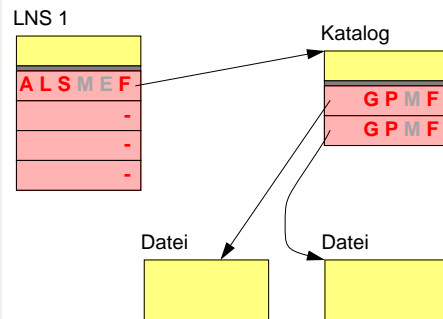 LNS 1
Katalog
A L S M E F
-
-
-
G P M F
G P M F
Datei
Datei